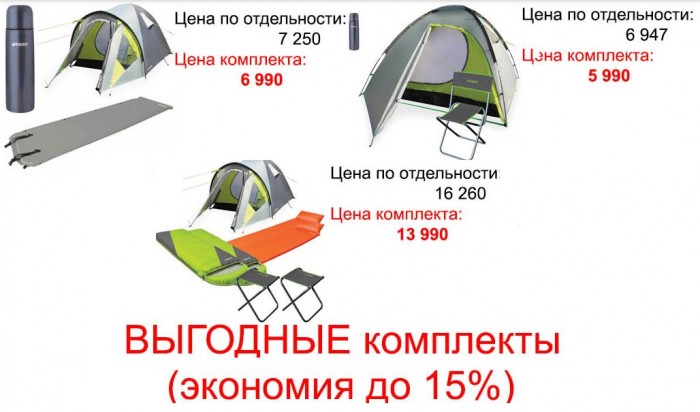 Цена по отдельности:
7 250
Цена комплекта:
6 990
Цена по отдельности:
6 947
Цена комплекта:
5 990
Цена по отдельности:
16 260
Цена комплекта:
13 990
ВЫГОДНЫЕ комплекты
(экономия до 15%)